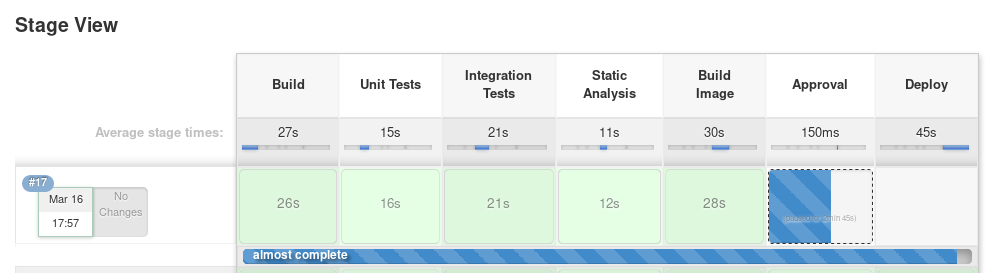 Stage View
Build
Unit Tests
Integration
Tests
Static
Analysis
Build
Image
Approval
Deploy
Average stage times:
27s
15s
21s
11s
30s
150ms
45s
#17
Mar 16
17:57
No
Changes
26s
16s
21s
12s
28s
(paused for 2min 45s)
almost complete